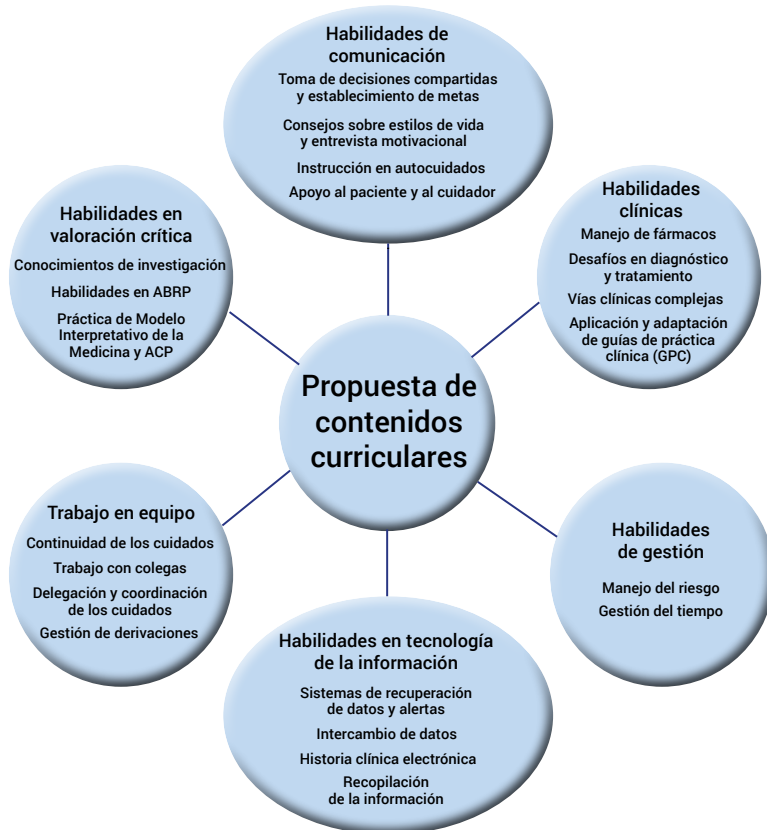 Habilidades de
comunicación
Toma de decisiones compartidas
y establecimiento de metas
Consejos sobre estilos de vida
y entrevista motivacional
Instrucción en autocuidados
Apoyo al paciente y al cuidador
Habilidades
clínicas
Manejo de fármacos
Desafíos en diagnóstico
y tratamiento
Vías clínicas complejas
Aplicación y adaptación
de guías de práctica
clínica (GPC)
Habilidades en
valoración crítica
Conocimientos de investigación
Habilidades en ABRP
Práctica de Modelo
Interpretativo de la
Medicina y ACP
Propuesta de
contenidos
curriculares
Trabajo en equipo
Continuidad de los cuidados
Trabajo con colegas
Delegación y coordinación
de los cuidados
Gestión de derivaciones
Habilidades
de gestión
Manejo del riesgo
Gestión del tiempo
Habilidades en tecnología
de la información
Sistemas de recuperación
de datos y alertas
Intercambio de datos
Historia clínica electrónica
Recopilación
de la información